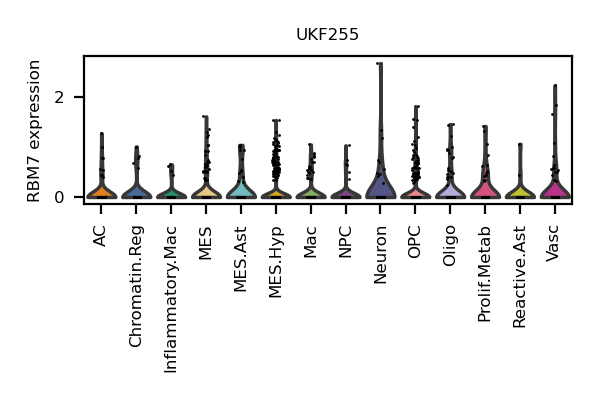 UKF255
RBM7 expression
2
0
AC
Chromatin.Reg
Inflammatory.Mac
MES
MES.Ast
MES.Hyp
Mac
NPC
Neuron
OPC
Oligo
Prolif.Metab
Reactive.Ast
Vasc